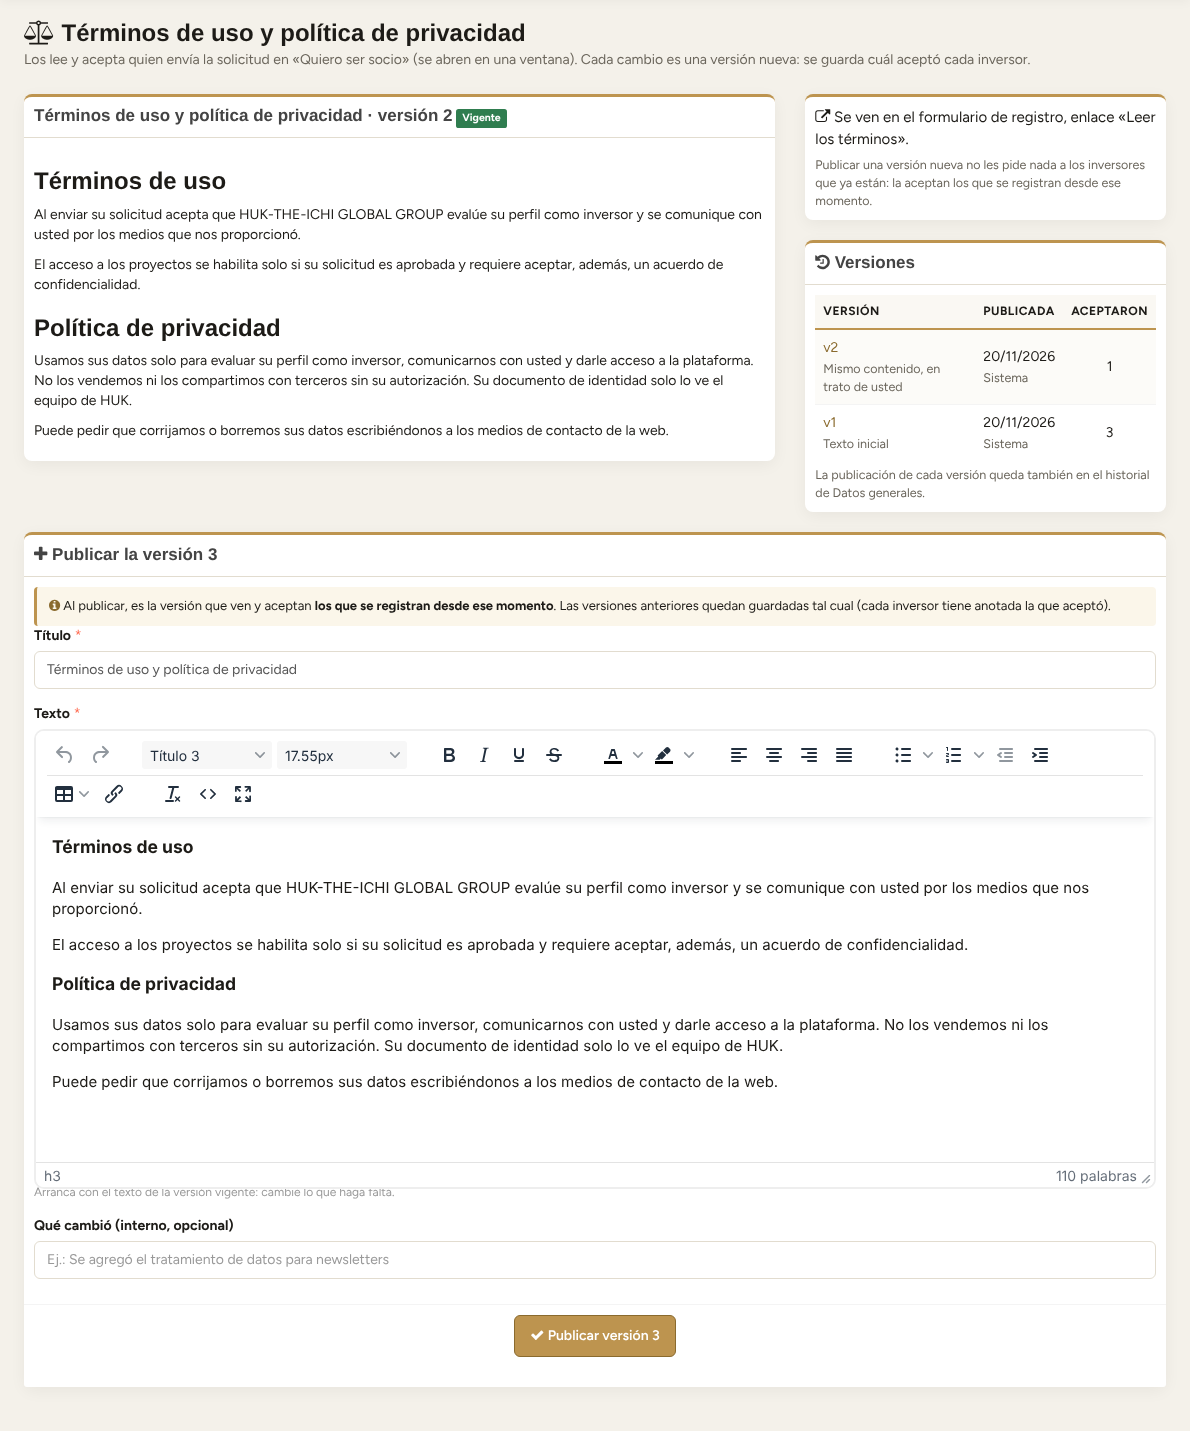 Términos de uso y política de privacidad
Los lee y acepta quien envía la solicitud en «Quiero ser socio» (se abren en una ventana). Cada cambio es una versión nueva: se guarda cuál aceptó cada inversor.
Términos de uso y política de privacidad · versión 2 Vigente
Términos de uso
Al enviar su solicitud acepta que HUK-THE-ICHI GLOBAL GROUP evalúe su perfil como inversor y se comunique con
usted por los medios que nos proporcionó.
El acceso a los proyectos se habilita solo si su solicitud es aprobada y requiere aceptar, además, un acuerdo de
confidencialidad.
Política de privacidad
Usamos sus datos solo para evaluar su perfil como inversor, comunicarnos con usted y darle acceso a la plataforma.
No los vendemos ni los compartimos con terceros sin su autorización. Su documento de identidad solo lo ve el
equipo de HUK.
Puede pedir que corrijamos o borremos sus datos escribiéndonos a los medios de contacto de la web.
Se ven en el formulario de registro, enlace «Leer
los términos».
Publicar una versión nueva no les pide nada a los inversores
que ya están: la aceptan los que se registran desde ese
momento.
Versiones
VERSIÓN PUBLICADA ACEPTARON
v2
Mismo contenido, en
trato de usted
20/11/2026
Sistema
1
v1
Texto inicial
20/11/2026
Sistema
3
La publicación de cada versión queda también en el historial
de Datos generales.
Publicar la versión 3
Al publicar, es la versión que ven y aceptan los que se registran desde ese momento. Las versiones anteriores quedan guardadas tal cual (cada inversor tiene anotada la que aceptó).
Título *
Términos de uso y política de privacidad
Texto *
Título 3 17.55px
Términos de uso
Al enviar su solicitud acepta que HUK-THE-ICHI GLOBAL GROUP evalúe su perfil como inversor y se comunique con usted por los medios que nos
proporcionó.
El acceso a los proyectos se habilita solo si su solicitud es aprobada y requiere aceptar, además, un acuerdo de confidencialidad.
Política de privacidad
Usamos sus datos solo para evaluar su perfil como inversor, comunicarnos con usted y darle acceso a la plataforma. No los vendemos ni los
compartimos con terceros sin su autorización. Su documento de identidad solo lo ve el equipo de HUK.
Puede pedir que corrijamos o borremos sus datos escribiéndonos a los medios de contacto de la web.
h3 110 palabras
Arranca con el texto de la versión vigente: cambie lo que haga falta.
Qué cambió (interno, opcional)
Ej.: Se agregó el tratamiento de datos para newsletters
Publicar versión 3